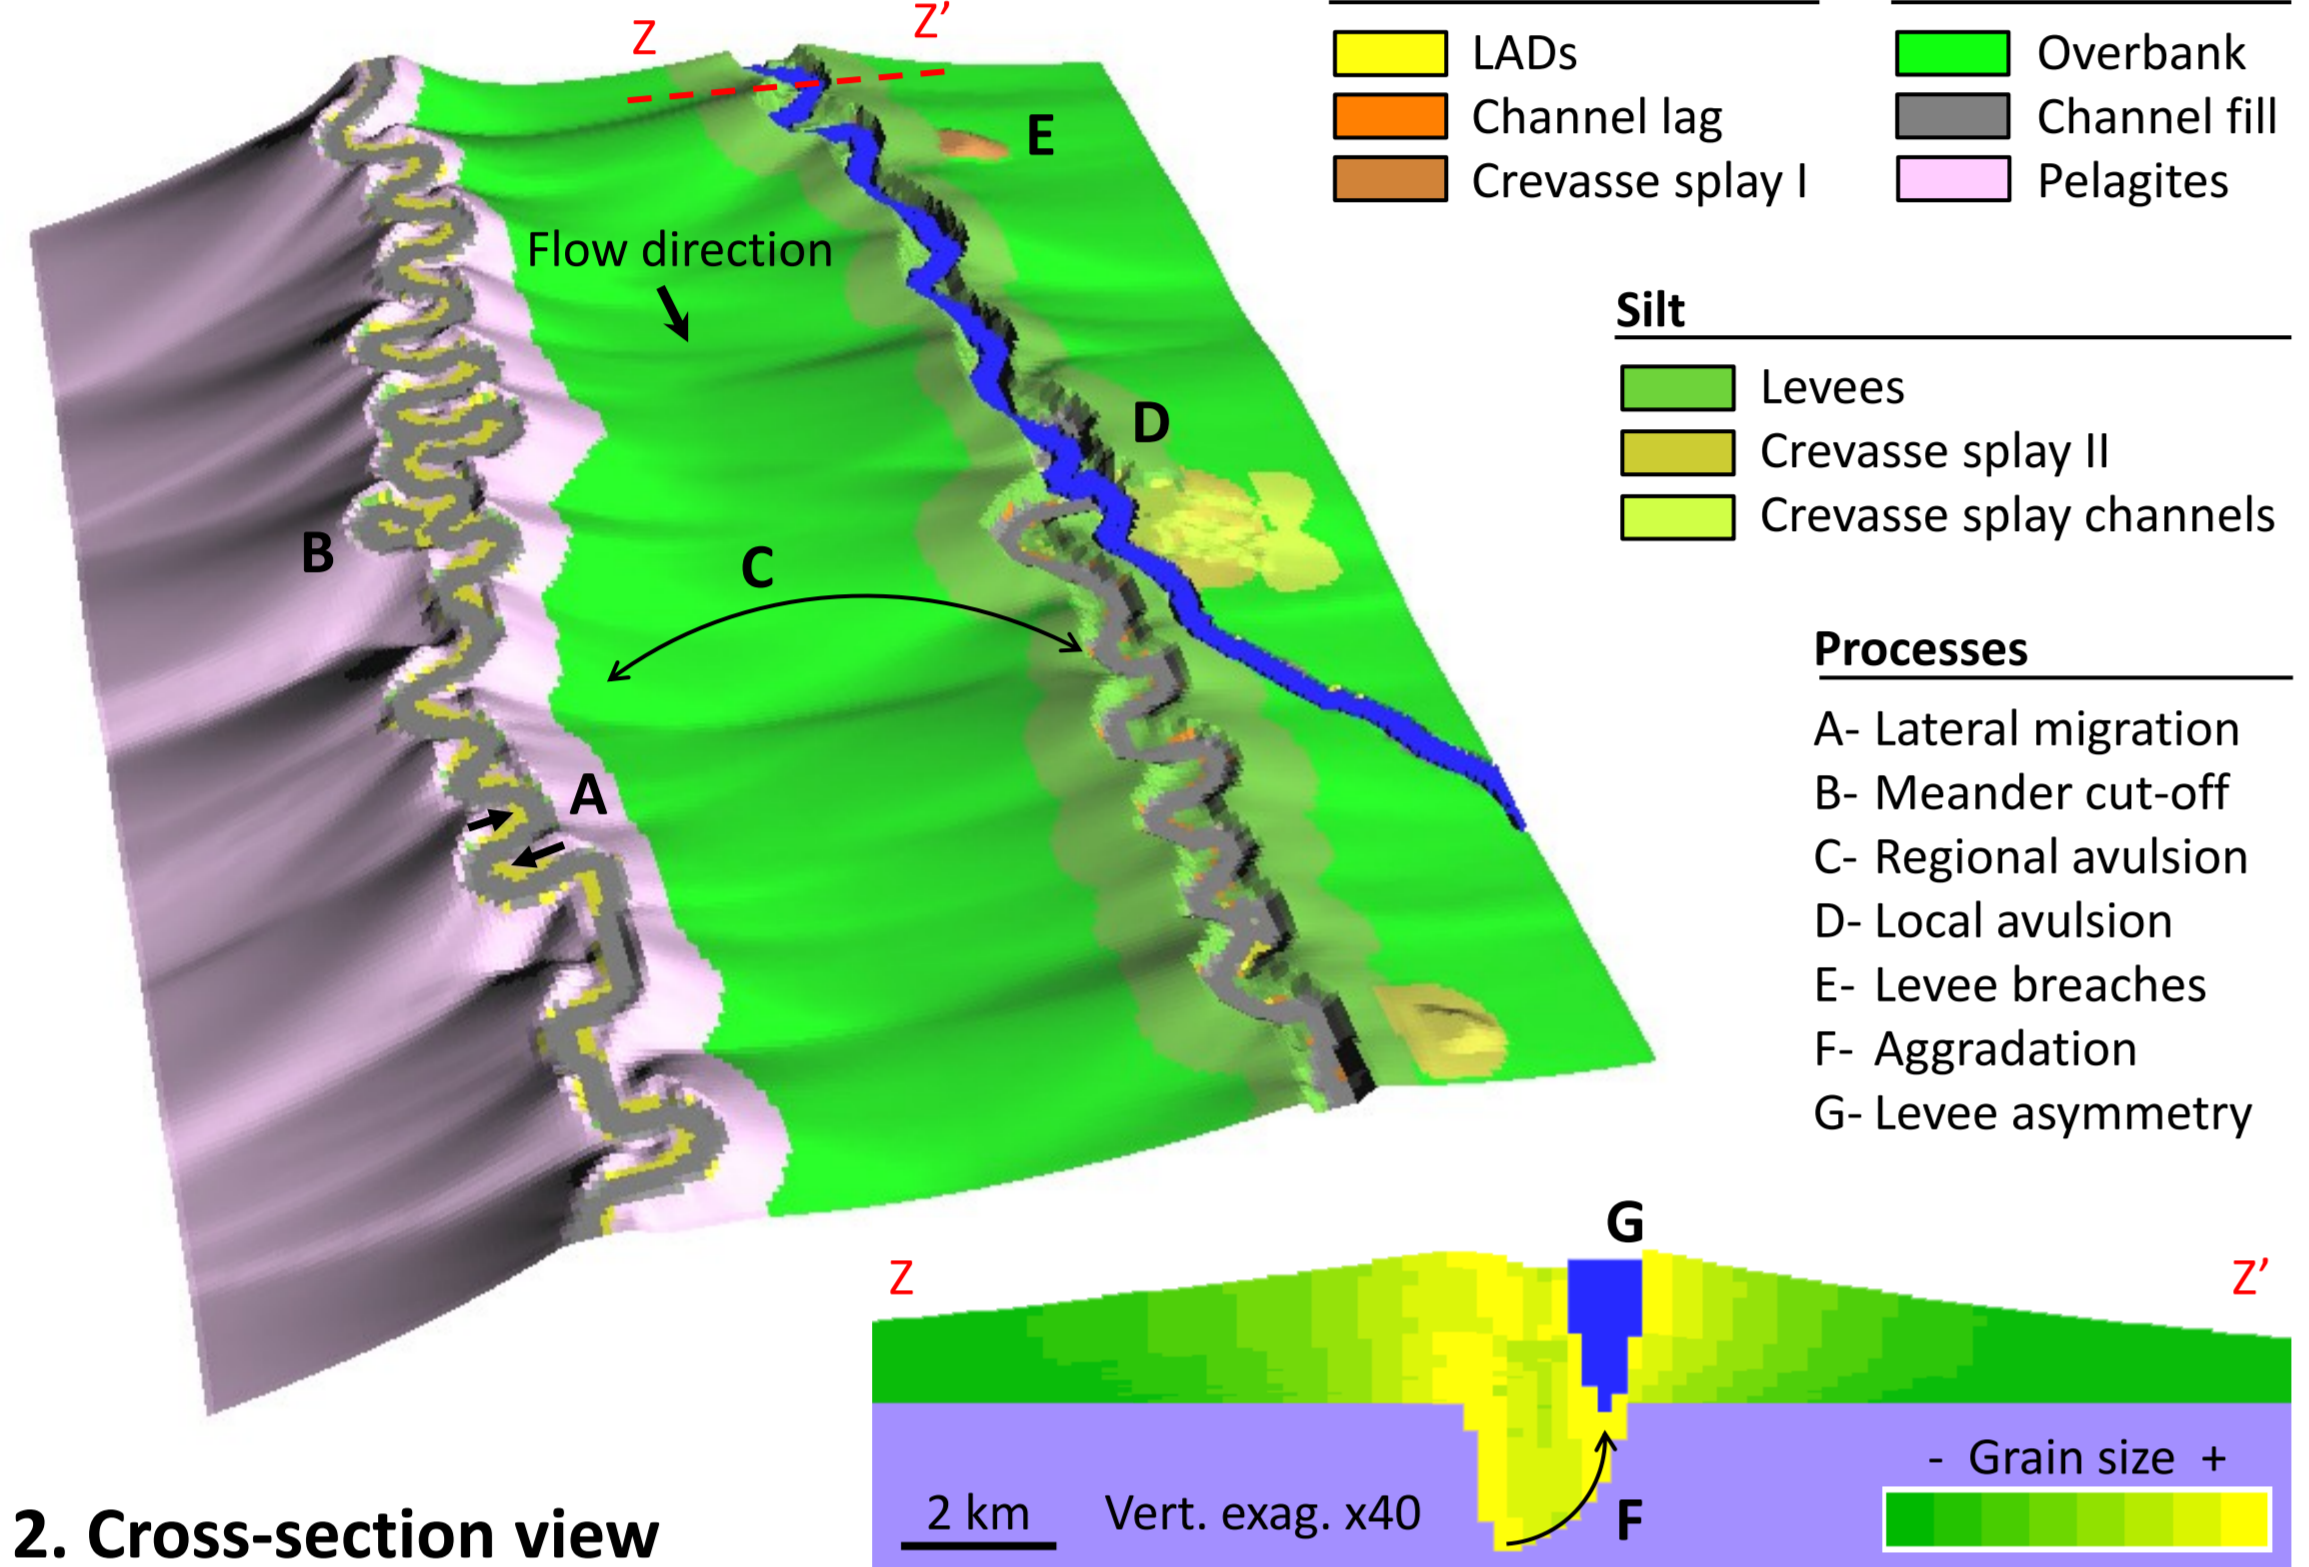 Z
Z’
LADs
Channel lag
Crevasse splay I
Overbank
Channel fill
Pelagites
E
Flow direction
Silt
Levees
Crevasse splay II
Crevasse splay channels
D
B
C
A
Processes
A- Lateral migration
B- Meander cut-off
C- Regional avulsion
D- Local avulsion
E- Levee breaches
F- Aggradation
G- Levee asymmetry
G
Z
Z’
2 km
Vert. exag. x40
F
- Grain size +
2. Cross-section view